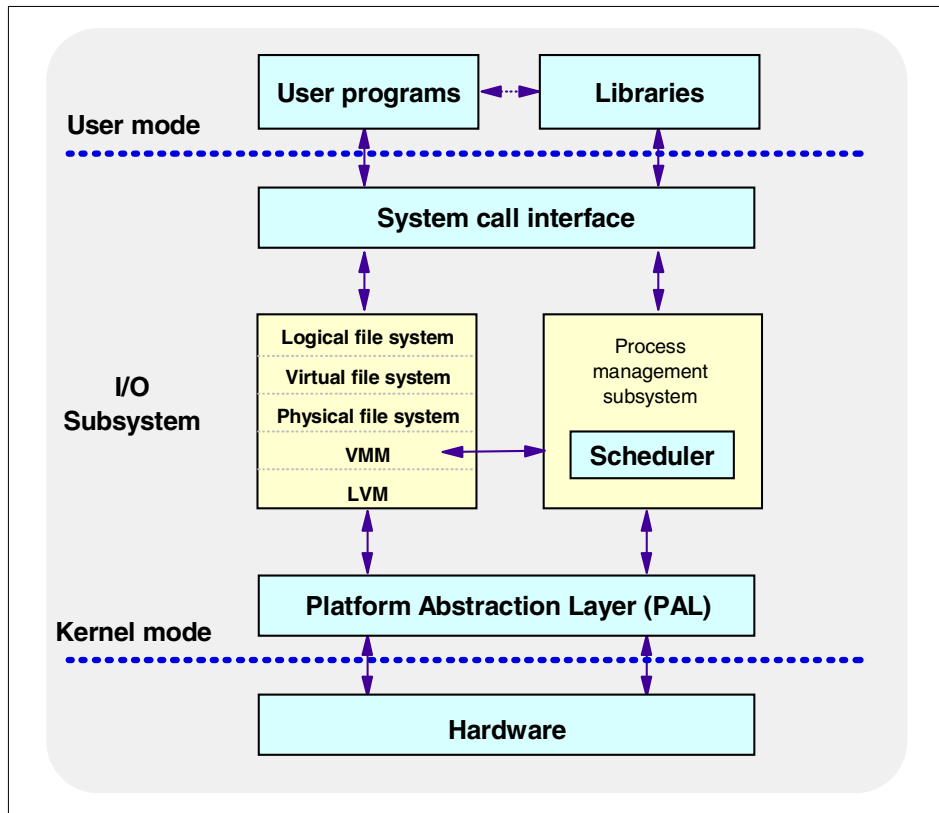 User programs
Libraries
User mode
System call interface
Logical file system
Virtual file system
Physical file system
VMM
LVM
I/O
Subsystem
Process
management
subsystem
Scheduler
Platform Abstraction Layer (PAL)
Kernel mode
Hardware